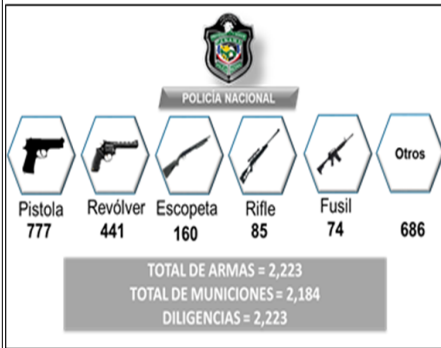 POLICÍA NACIONAL
Otros
Pistola Revólver Escopeta Rifle Fusil
777 441 160 85 74 686
TOTAL DE ARMAS = 2,223
TOTAL DE MUNICIONES = 2,184
DILIGENCIAS = 2,223